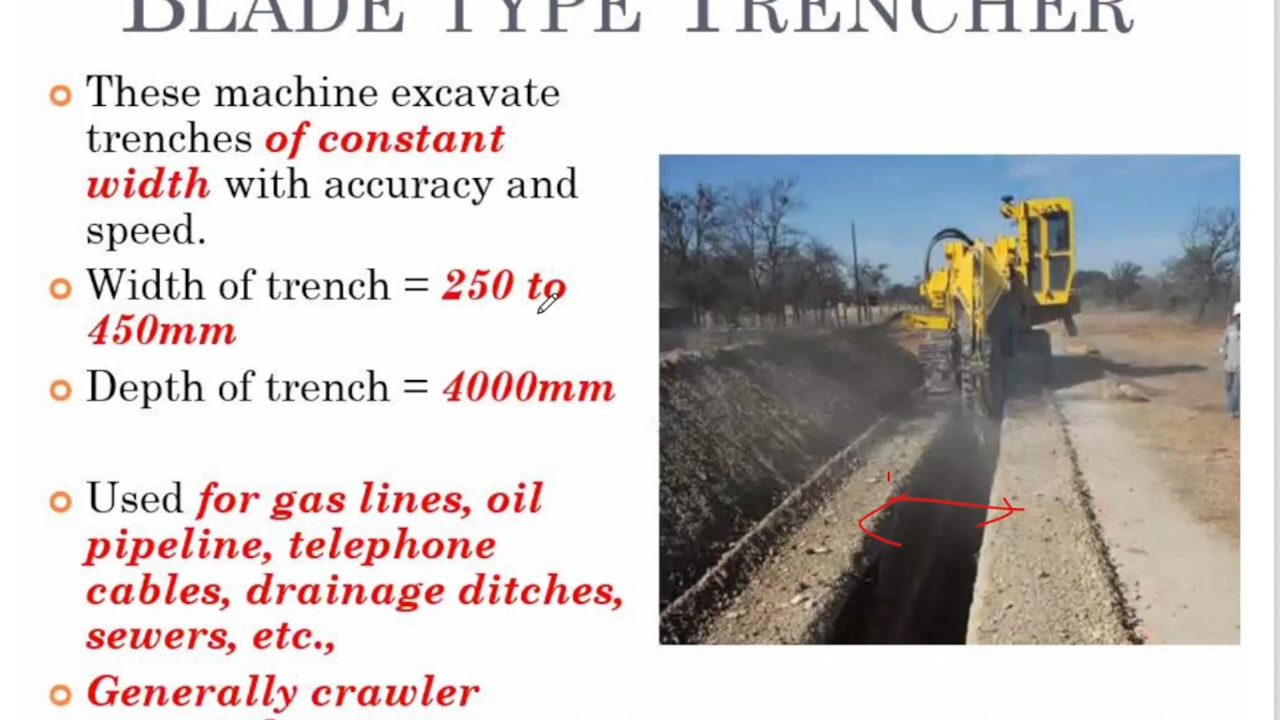 BLADE TYPE TRENCHER
These machine excavate
trenches of constant
width with accuracy and
speed.
Width of trench = 250 to
450mm
Depth of trench = 4000mm
Used for gas lines, oil
pipeline, telephone
cables, drainage ditches,
sewers, etc.,
Generally crawler